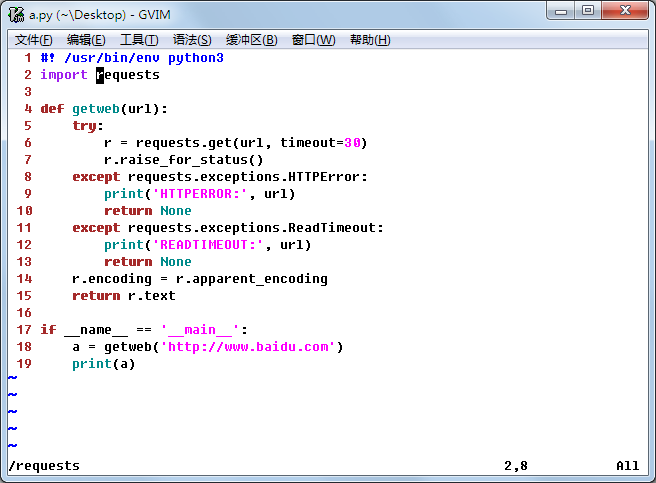 a.py (~\Desktop) - GVIM
文件(F) 编辑(E) 工具(T) 语法(S) 缓冲区(B) 窗口(W) 帮助(H)
1 #! /usr/bin/env python3
2 import requests
3
4 def getweb(url):
5     try:
6         r = requests.get(url, timeout=30)
7         r.raise_for_status()
8     except requests.exceptions.HTTPError:
9         print('HTTPERROR:', url)
10         return None
11     except requests.exceptions.ReadTimeout:
12         print('READTIMEOUT:', url)
13         return None
14     r.encoding = r.apparent_encoding
15     return r.text
16
17 if __name__ == '__main__':
18     a = getweb('http://www.baidu.com')
19     print(a)
~
~
~
~
~
/requests 2,8 All